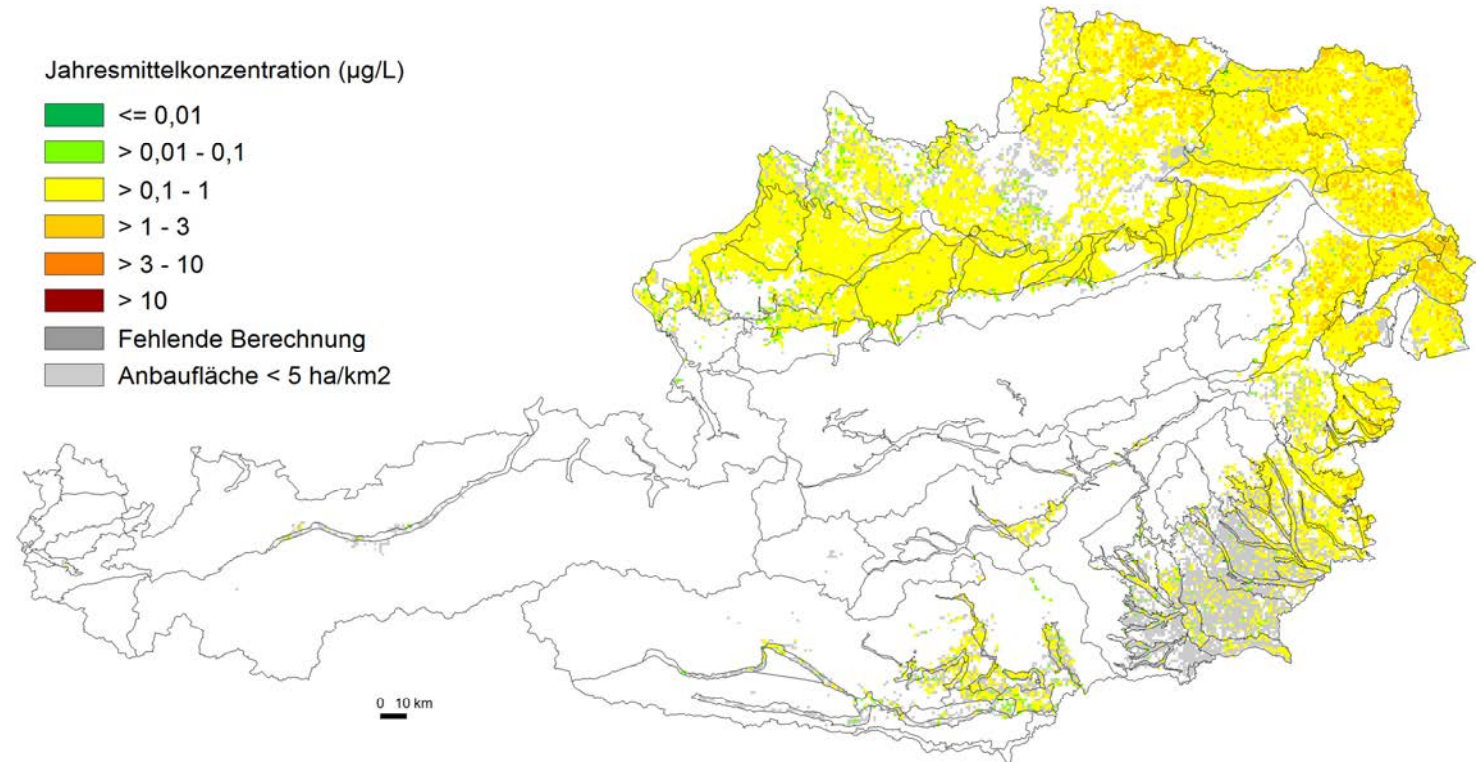 Jahresmittelkonzentration (µg/L)
<= 0,01
> 0,01 - 0,1
> 0,1 - 1
> 1 - 3
> 3 - 10
> 10
Fehlende Berechnung
Anbaufläche < 5 ha/km2
0 10 km